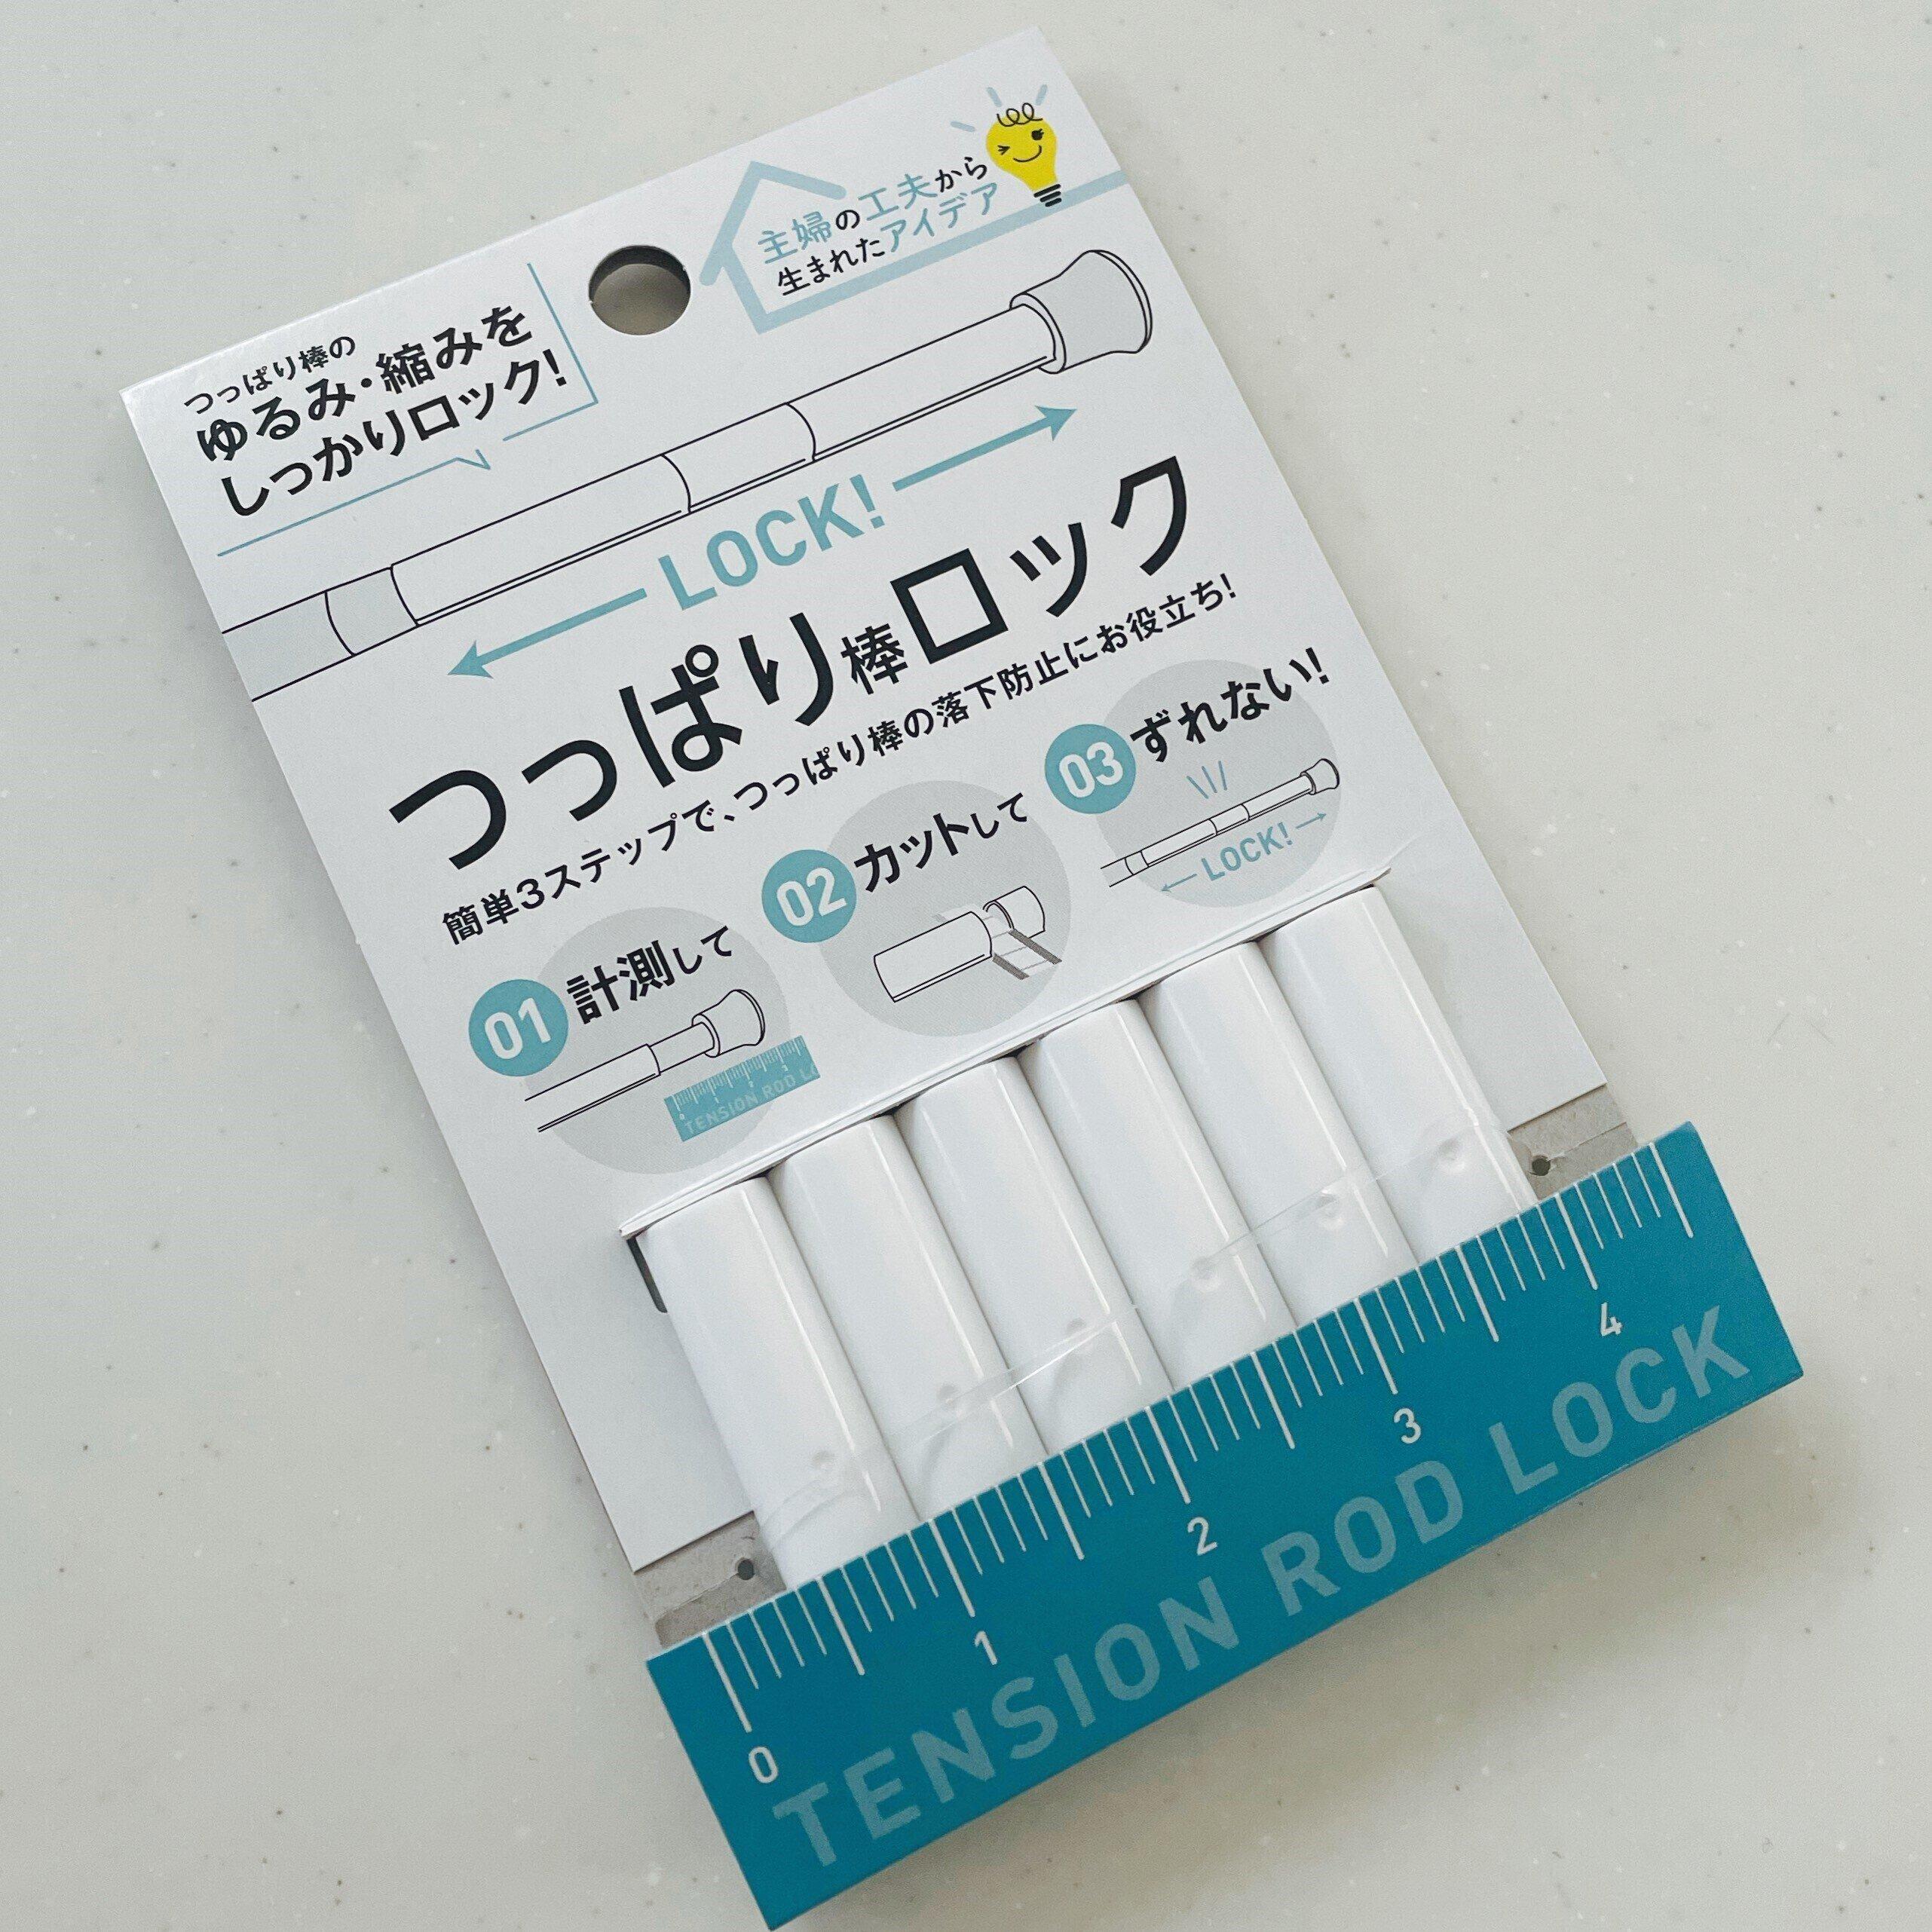 主婦の工夫から
生まれたアイデア
つっぱり棒の
ゆるみ・縮みを
しっかりロック!
LOCK!
つっぱり棒ロック
簡単3ステップで、つっぱり棒の落下防止にお役立ち!
01 計測して
TENSION ROD LO
02 カットして
03 ずれない!
LOCK!
0 1 2 3 4
TENSION ROD LOCK